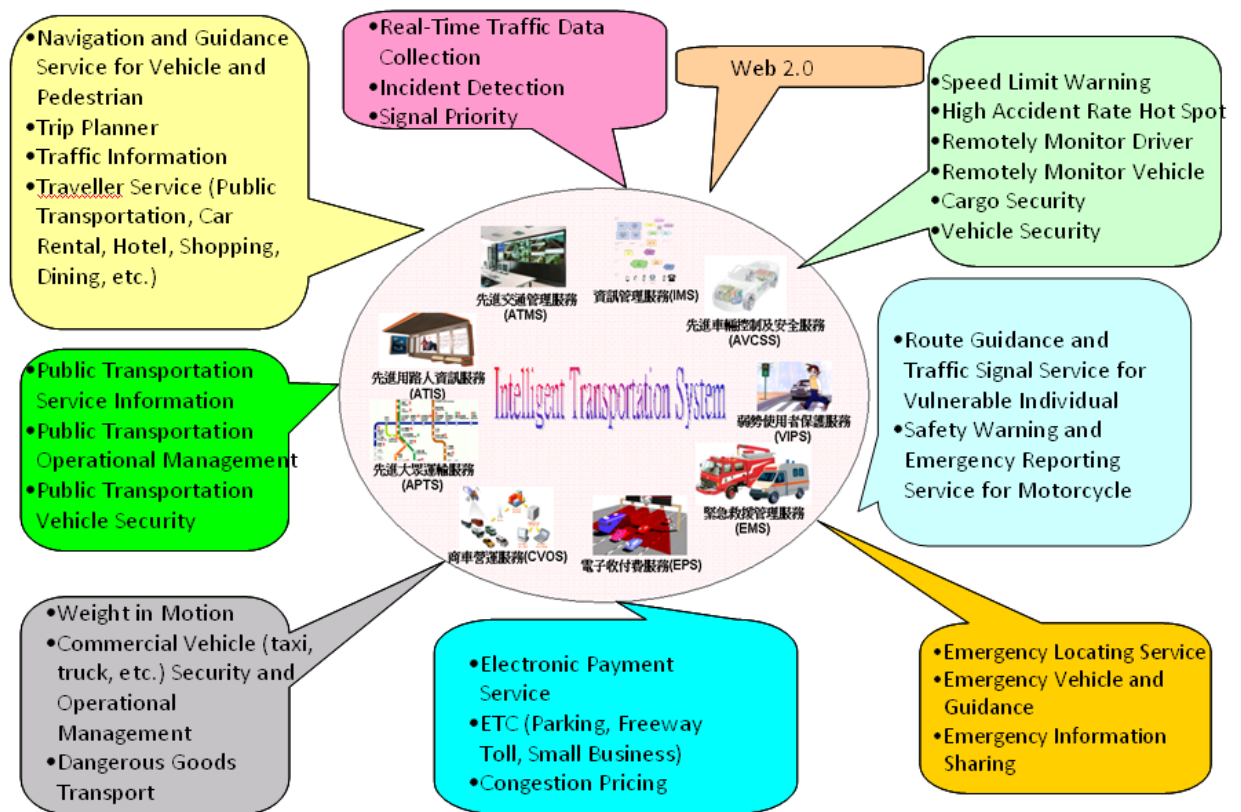 •Navigation and Guidance
Service for Vehicle and
Pedestrian
•Trip Planner
•Traffic Information
•Traveller Service (Public
Transportation, Car
Rental, Hotel, Shopping,
Dining, etc.)
•Real-Time Traffic Data
Collection
•Incident Detection
•Signal Priority
Web 2.0
•Speed Limit Warning
•High Accident Rate Hot Spot
•Remotely Monitor Driver
•Remotely Monitor Vehicle
•Cargo Security
•Vehicle Security
先進交通管理服務
(ATMS)
資訊管理服務(IMS)
先進車輛控制及安全服務
(AVCSS)
先進用路人資訊服務
(ATIS)
Intelligent Transportation System
弱勢使用者保護服務
(VIPS)
先進大眾運輸服務
(APTS)
緊急救援管理服務
(EMS)
商車營運服務(CVOS)
電子收付費服務(EPS)
•Public Transportation
Service Information
•Public Transportation
Operational Management
•Public Transportation
Vehicle Security
•Route Guidance and
Traffic Signal Service for
Vulnerable Individual
•Safety Warning and
Emergency Reporting
Service for Motorcycle
•Weight in Motion
•Commercial Vehicle (taxi,
truck, etc.) Security and
Operational
Management
•Dangerous Goods
Transport
•Electronic Payment
Service
•ETC (Parking, Freeway
Toll, Small Business)
•Congestion Pricing
•Emergency Locating Service
•Emergency Vehicle and
Guidance
•Emergency Information
Sharing